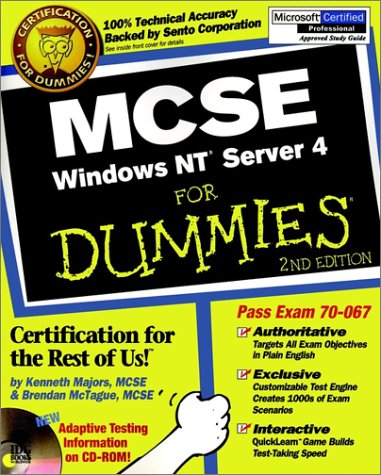 CERTIFICATION
FOR DUMMIES
100% Technical Accuracy
Backed by Sento Corporation
See inside front cover for details
Microsoft Certified
Professional
Approved Study Guide
MCSE
Windows NT® Server 4
FOR
DUMMIES®
2ND EDITION
Certification for
the Rest of Us!™
by Kenneth Majors, MCSE
& Brendan McTague, MCSE
NEW
Adaptive Testing
Information
on CD-ROM!
IDG
BOOKS
Pass Exam 70-067
Authoritative
Targets All Exam Objectives
in Plain English
Exclusive
Customizable Test Engine
Creates 1000s of Exam
Scenarios
Interactive
QuickLearn™ Game Builds
Test-Taking Speed